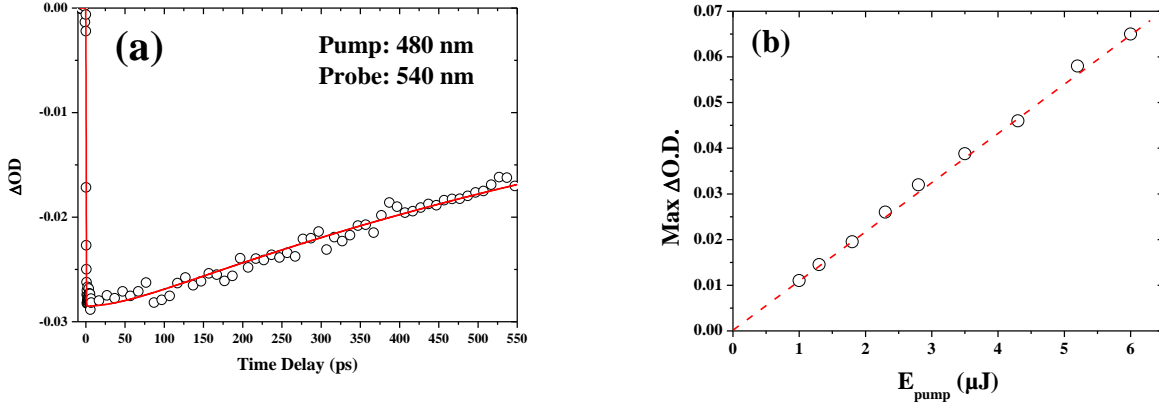 (a)
Pump: 480 nm
Probe: 540 nm
ΔOD
0.00
-0.01
-0.02
-0.03
0 50 100 150 200 250 300 350 400 450 500 550
Time Delay (ps)
(b)
Max ΔO.D.
0.07
0.06
0.05
0.04
0.03
0.02
0.01
0.00
0 1 2 3 4 5 6
E_pump (µJ)